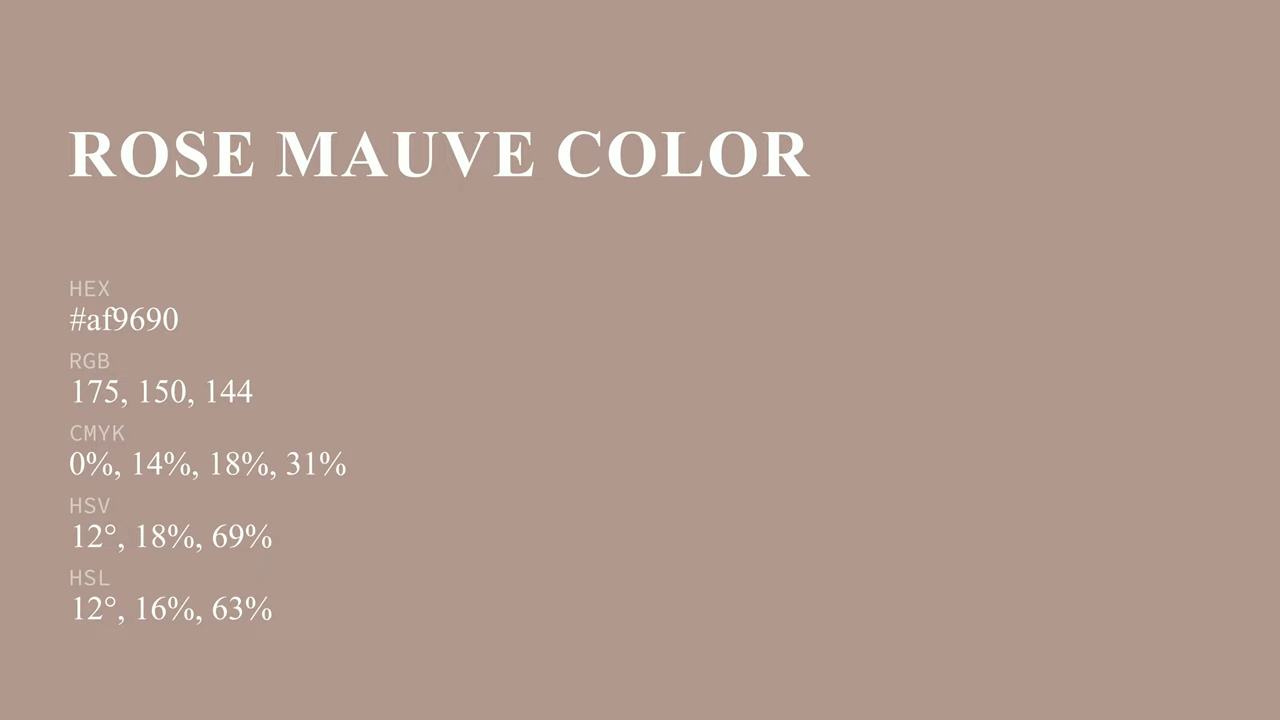 ROSE MAUVE COLOR
HEX
#af9690
RGB
175, 150, 144
CMYK
0%, 14%, 18%, 31%
HSV
12°, 18%, 69%
HSL
12°, 16%, 63%